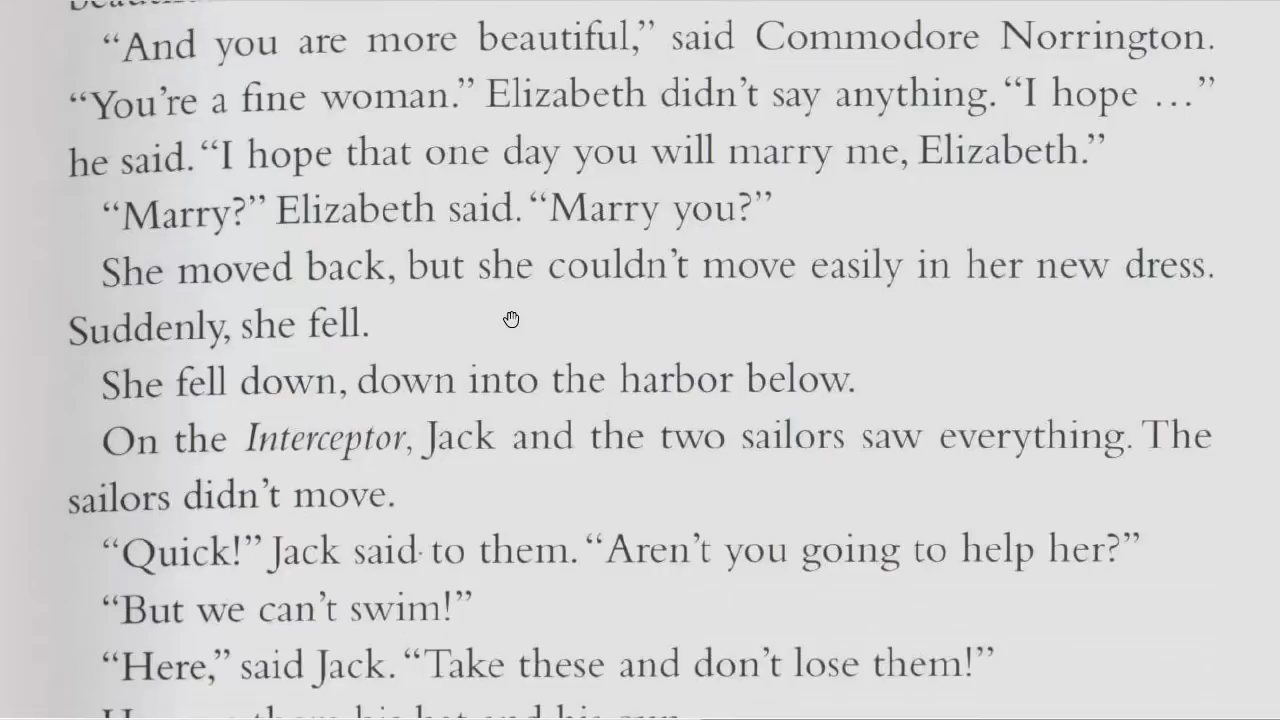 “And you are more beautiful,” said Commodore Norrington.
“You’re a fine woman.” Elizabeth didn’t say anything. “I hope …”
he said. “I hope that one day you will marry me, Elizabeth.”
“Marry?” Elizabeth said. “Marry you?”
She moved back, but she couldn’t move easily in her new dress.
Suddenly, she fell.
She fell down, down into the harbor below.
On the Interceptor, Jack and the two sailors saw everything. The
sailors didn’t move.
“Quick!” Jack said to them. “Aren’t you going to help her?”
“But we can’t swim!”
“Here,” said Jack. “Take these and don’t lose them!”